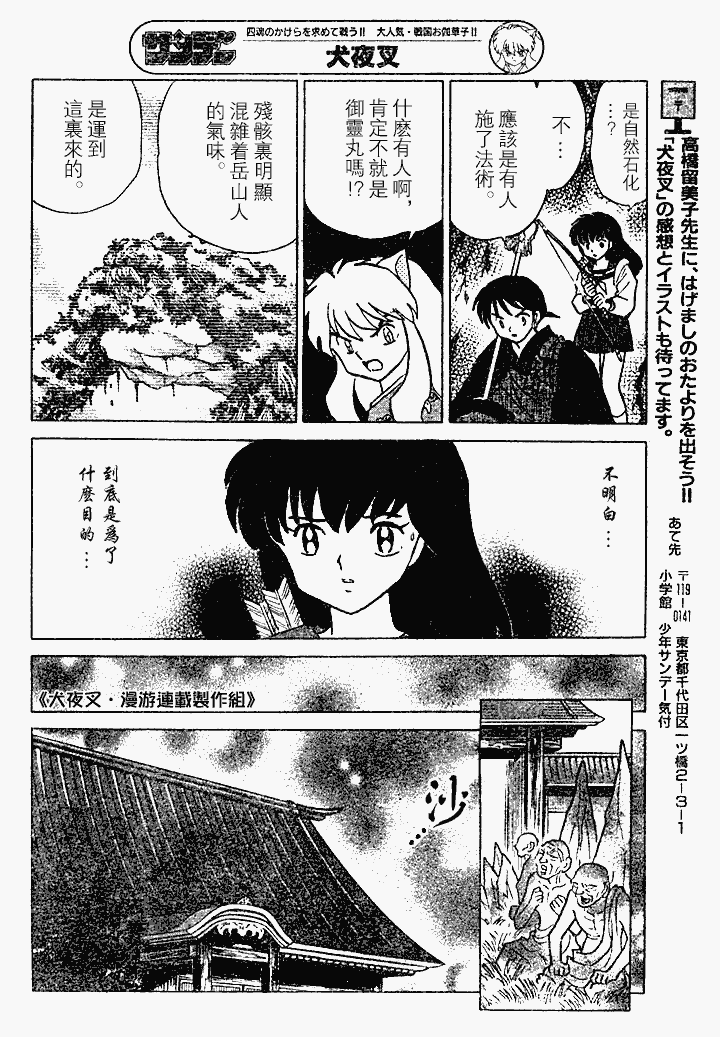 サンデー
四魂のかけらを求めて戦う!! 大人気・戦国お伽草子!!
犬夜叉
是自然石化
…?
不…
應該是有人
施了法術。
什麼有人啊,
肯定不就是
御靈丸嗎!?
殘骸裏明顯
混雜着岳山人
的氣味。
是運到
這裏來的。
不明白…
到底是爲了
什麼目的…
《犬夜叉・漫游連載製作組》
沙…
高橋留美子先生に、はげましのおたよりを出そう!!
「犬夜叉」の感想とイラストも待ってます。
あて先
〒119-0141 東京都千代田区一ツ橋2-3-1
小学館 少年サンデー気付